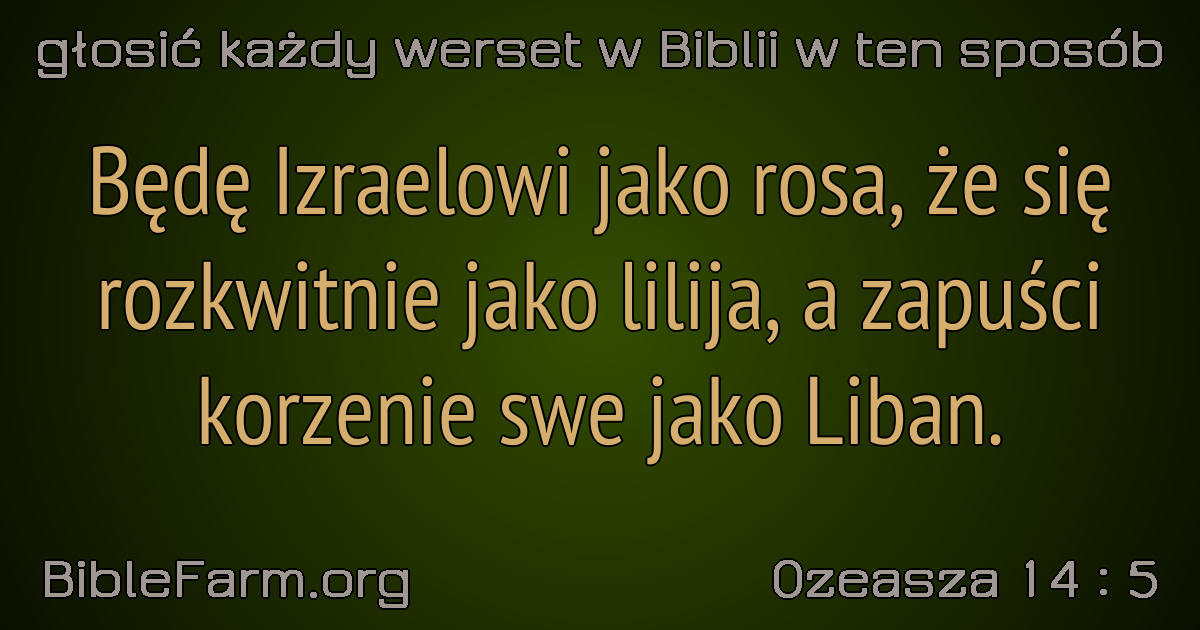 głosić każdy werset w Biblii w ten sposób
Będę Izraelowi jako rosa, że się
rozkwitnie jako lilija, a zapuści
korzenie swe jako Liban.
BibleFarm.org
Ozeasza 14 : 5